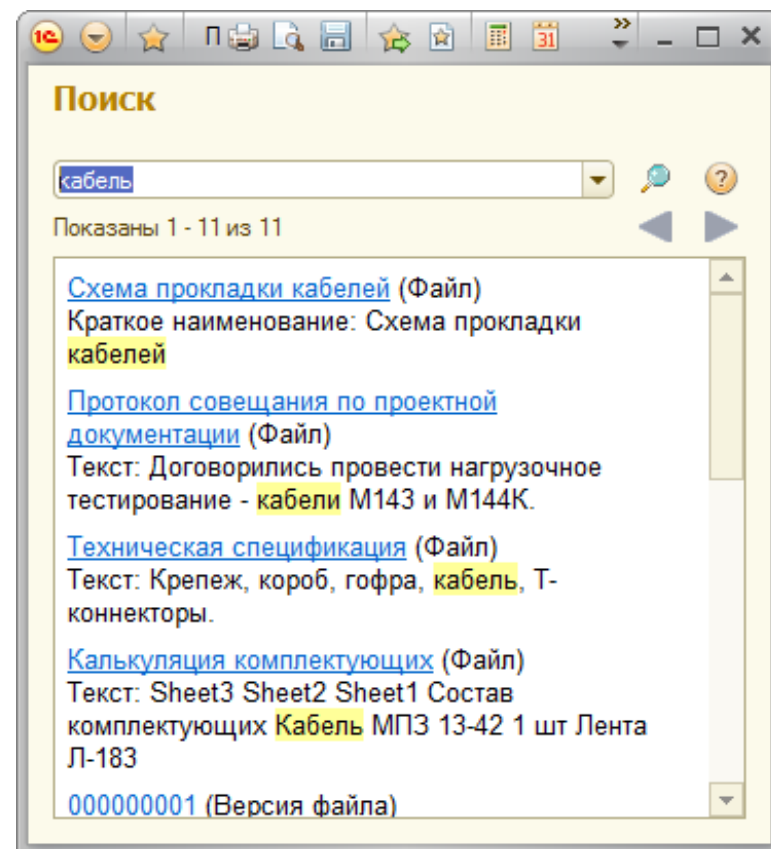 1С П 31
Поиск
кабель
?
Показаны 1 - 11 из 11
Схема прокладки кабелей (Файл)
Краткое наименование: Схема прокладки
кабелей
Протокол совещания по проектной
документации (Файл)
Текст: Договорились провести нагрузочное
тестирование - кабели М143 и М144К.
Техническая спецификация (Файл)
Текст: Крепеж, короб, гофра, кабель, Т-
коннекторы.
Калькуляция комплектующих (Файл)
Текст: Sheet3 Sheet2 Sheet1 Состав
комплектующих Кабель МПЗ 13-42 1 шт Лента
Л-183
000000001 (Версия файла)